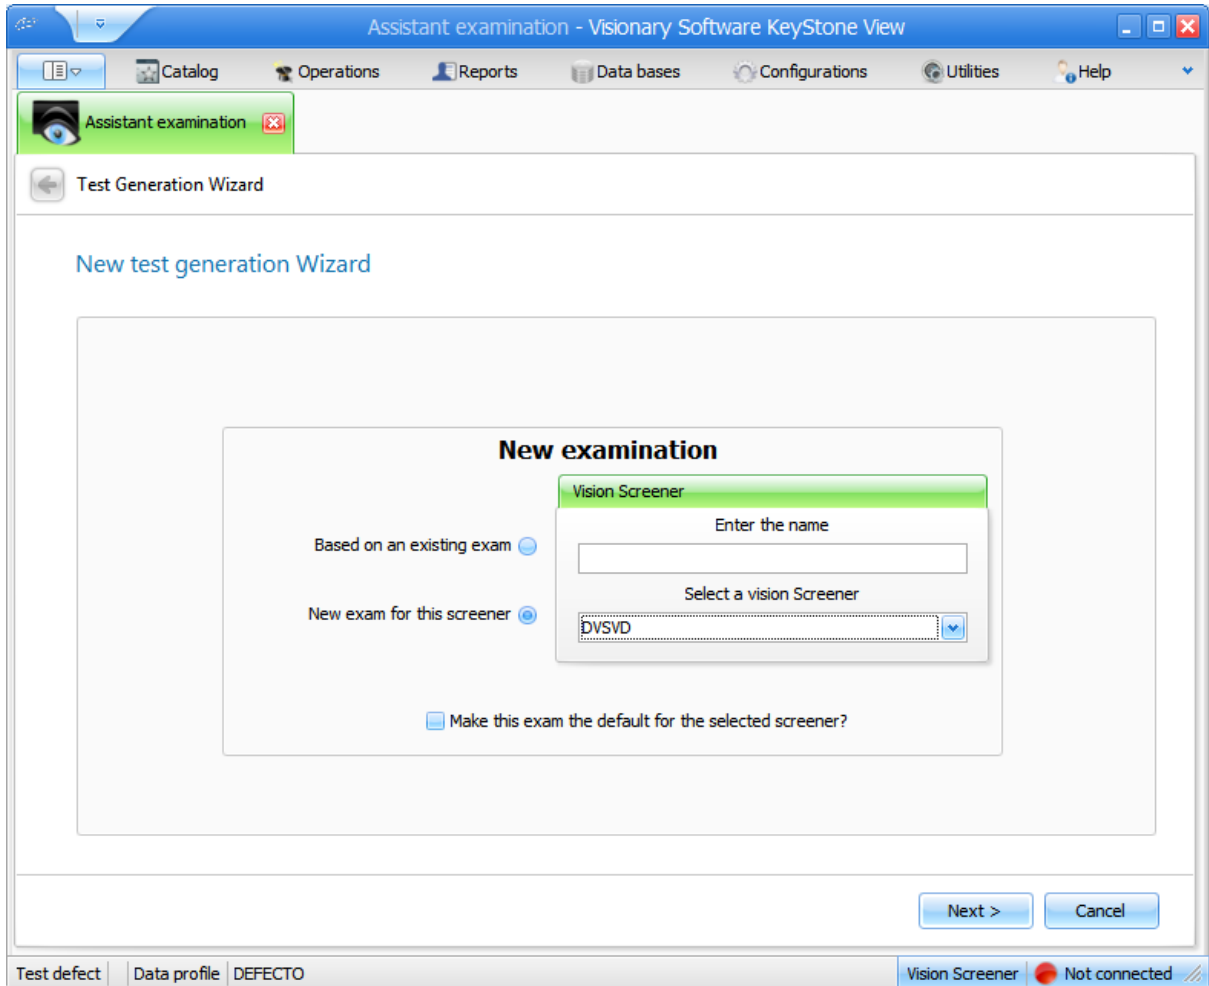 Assistant examination - Visionary Software KeyStone View
Catalog Operations Reports Data bases Configurations Utilities Help
Assistant examination
Test Generation Wizard
New test generation Wizard
New examination
Vision Screener
Enter the name
Based on an existing exam
Select a vision Screener
New exam for this screener
DVSVD
Make this exam the default for the selected screener?
Next > Cancel
Test defect Data profile DEFECTO Vision Screener Not connected